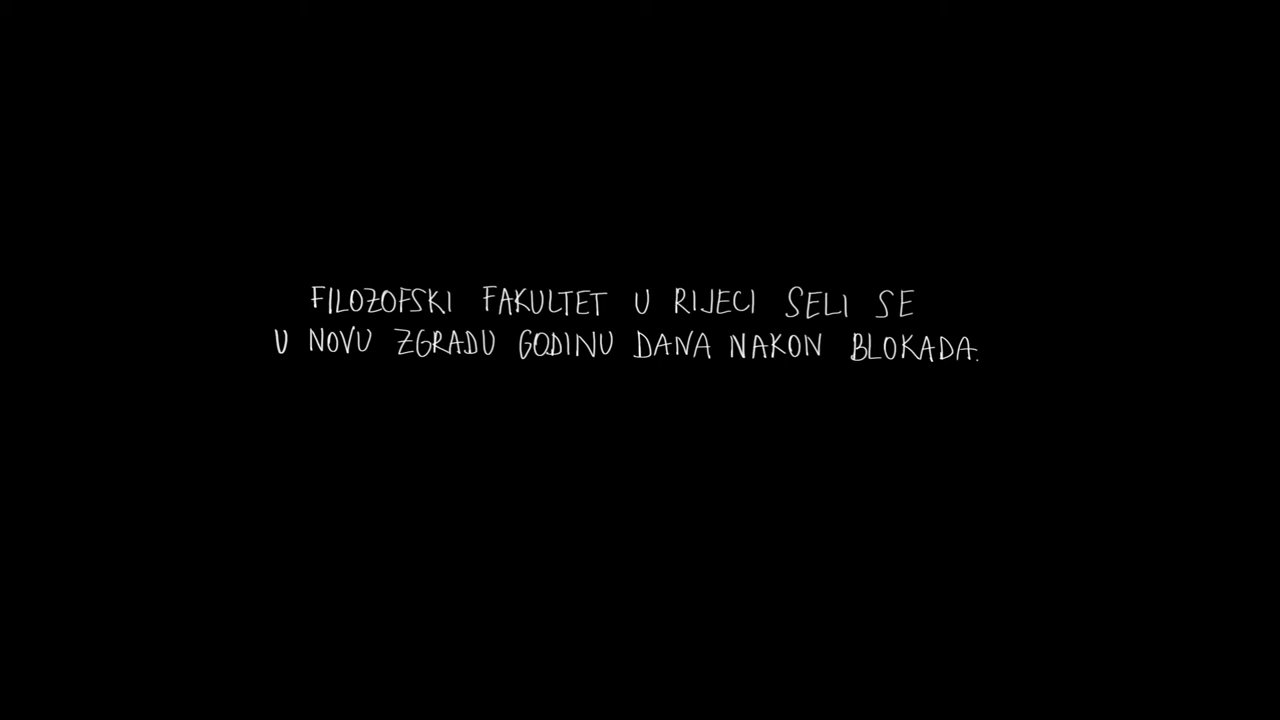 FILOZOFSKI FAKULTET U RIJECI SELI SE
U NOVU ZGRADU GODINU DANA NAKON BLOKADA.